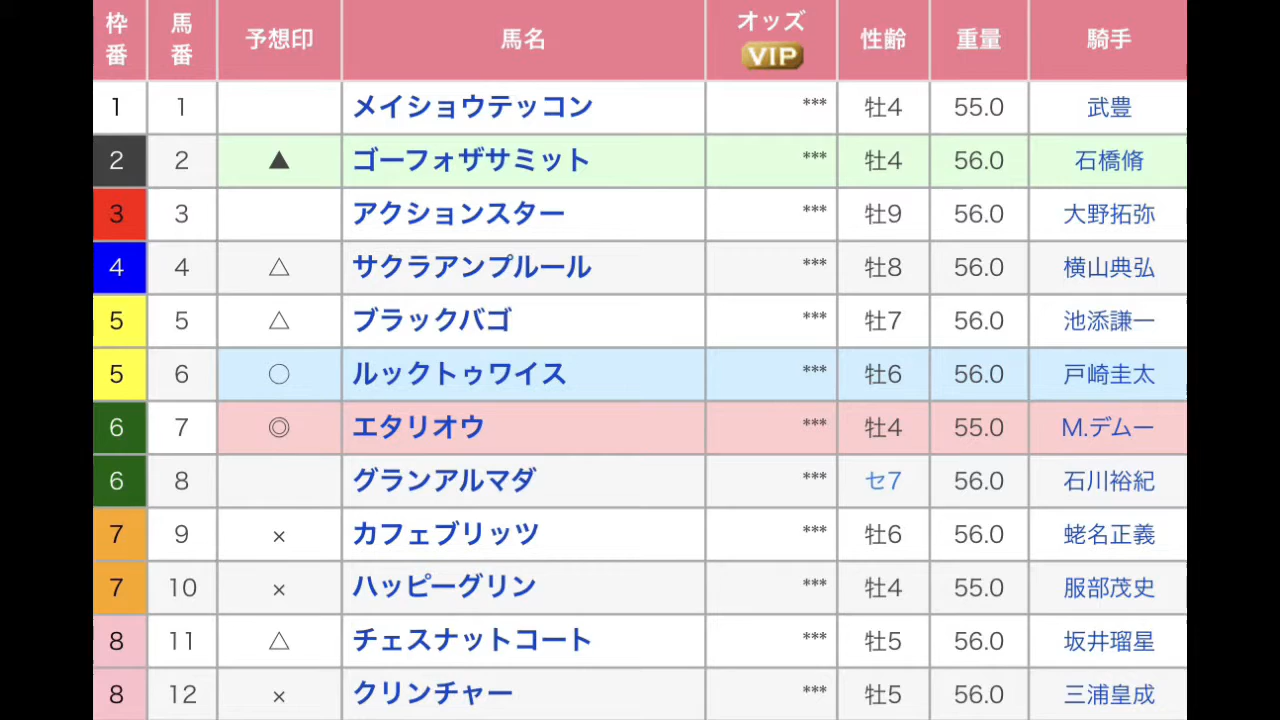 枠番 馬番 予想印 馬名 オッズ VIP 性齢 重量 騎手
1 1 メイショウテッコン *** 牡4 55.0 武豊
2 2 ▲ ゴーフォザサミット *** 牡4 56.0 石橋脩
3 3 アクションスター *** 牡9 56.0 大野拓弥
4 4 △ サクラアンプルール *** 牡8 56.0 横山典弘
5 5 △ ブラックバゴ *** 牡7 56.0 池添謙一
5 6 ○ ルックトゥワイス *** 牡6 56.0 戸崎圭太
6 7 ◎ エタリオウ *** 牡4 55.0 M.デムー
6 8 グランアルマダ *** セ7 56.0 石川裕紀
7 9 × カフェブリッツ *** 牡6 56.0 蛯名正義
7 10 × ハッピーグリン *** 牡4 55.0 服部茂史
8 11 △ チェスナットコート *** 牡5 56.0 坂井瑠星
8 12 × クリンチャー *** 牡5 56.0 三浦皇成